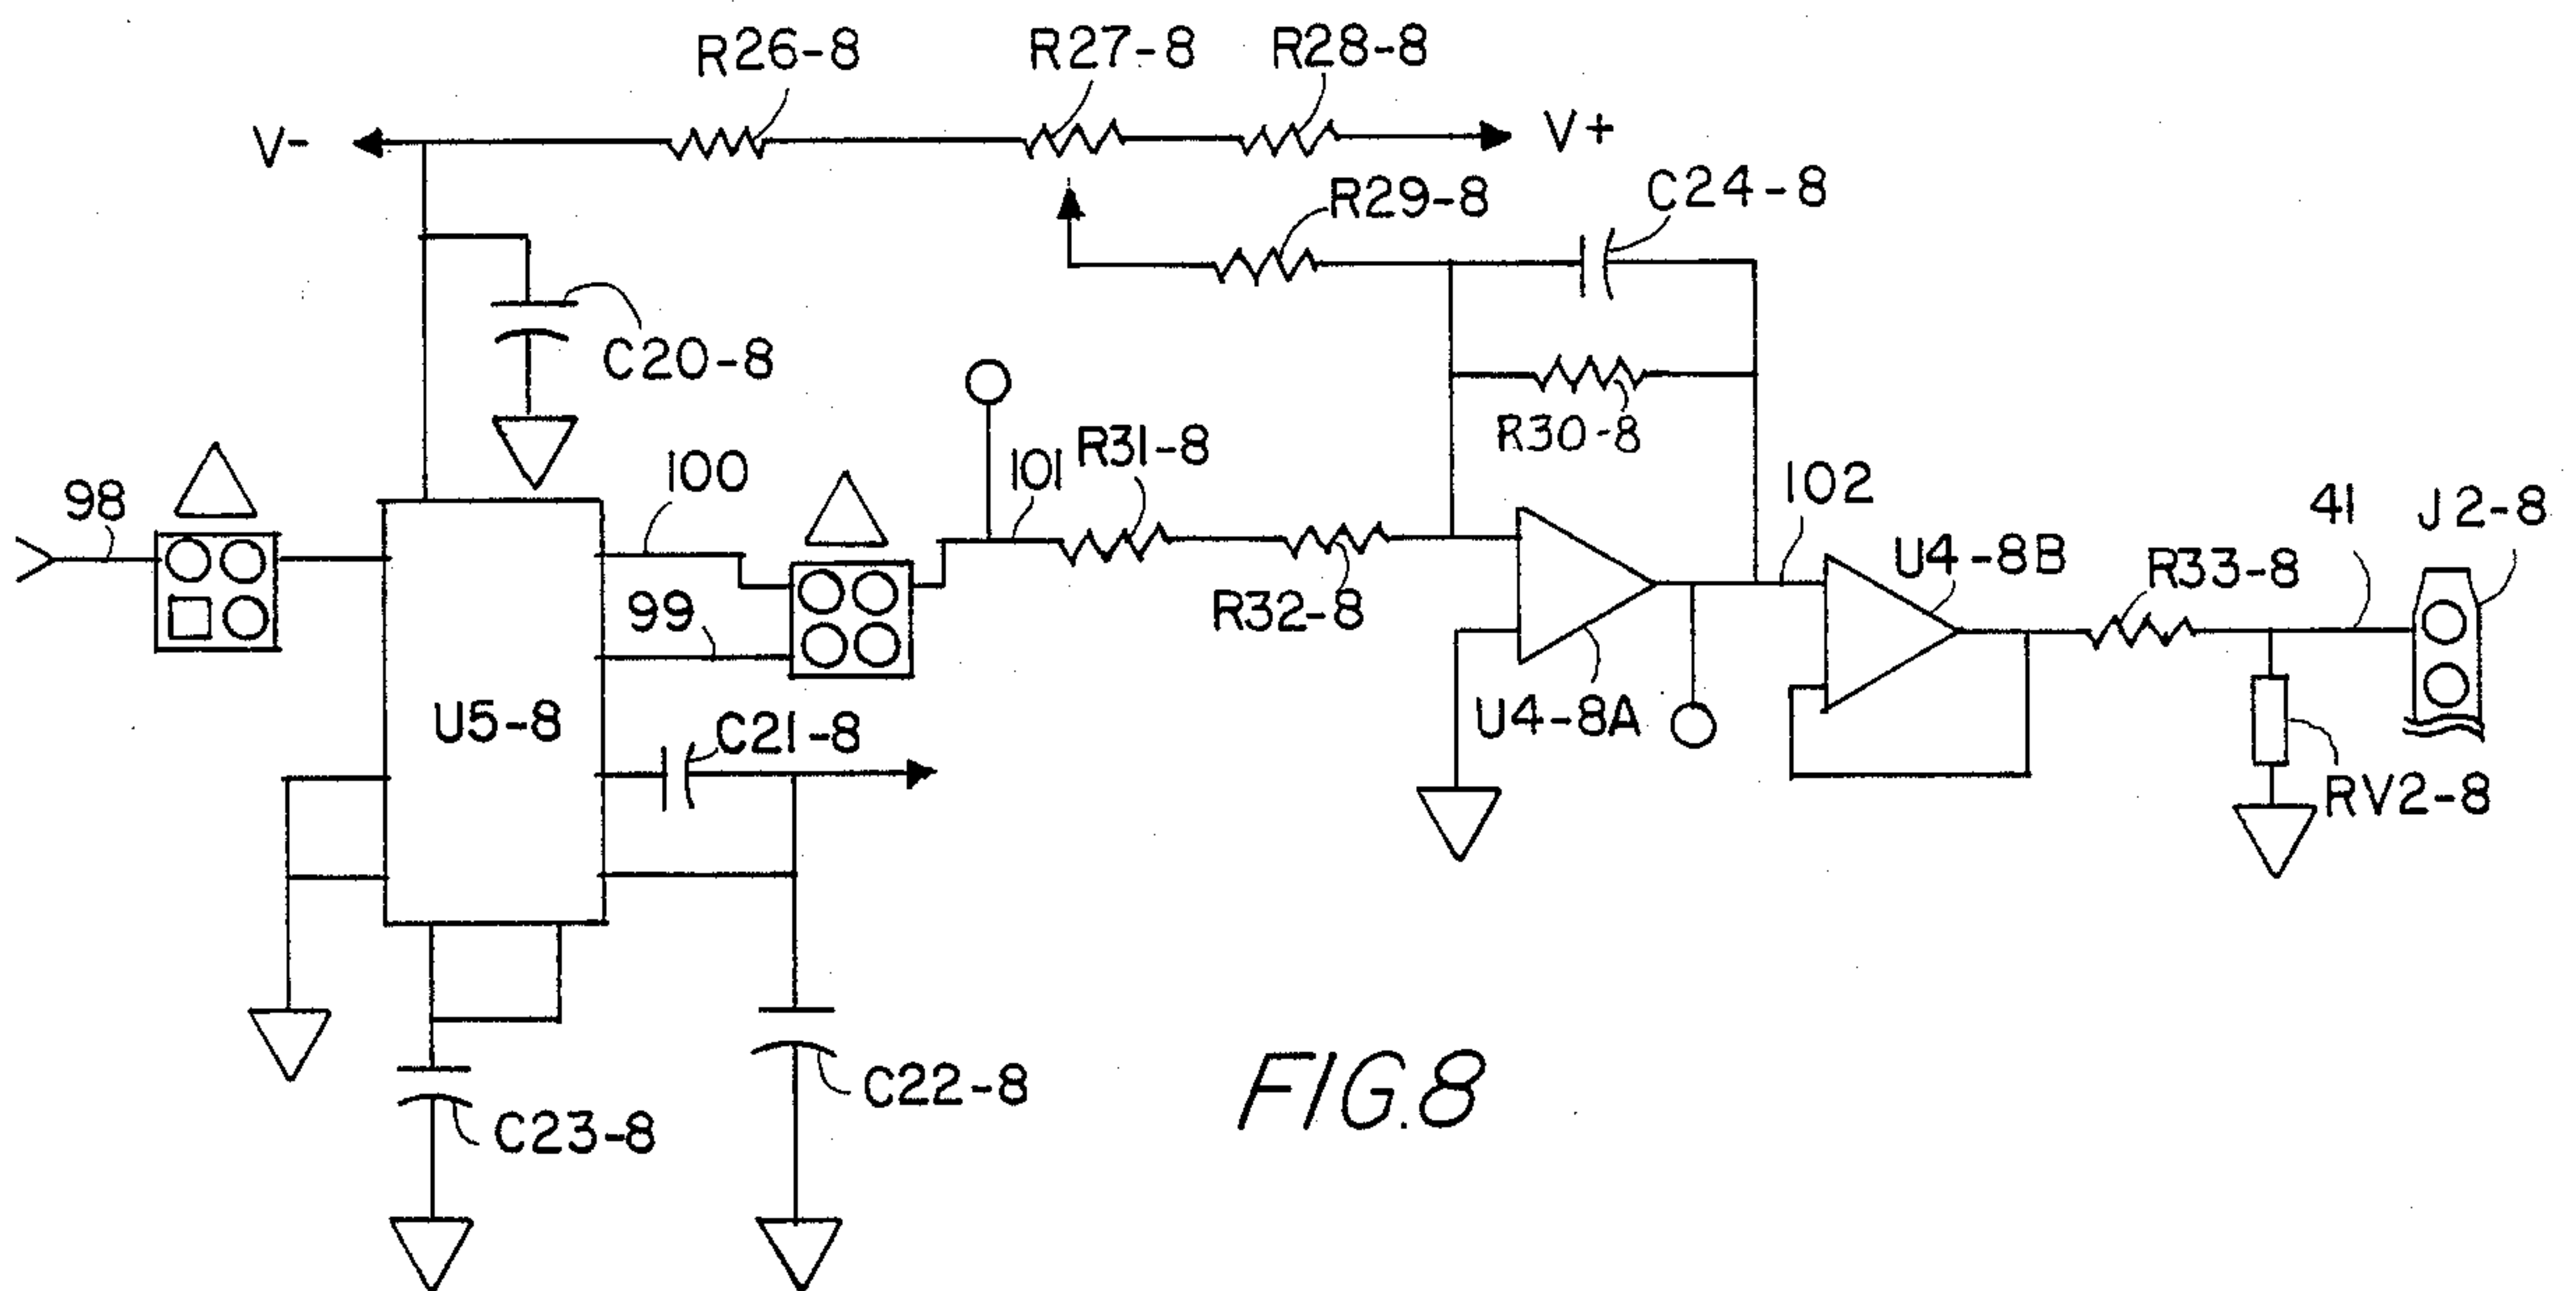 R26-8
R27-8
R28-8
V-
V+
R29-8
C24-8
C20-8
R30-8
98
100
101
R31-8
102
41
J2-8
99
R32-8
U4-8B
R33-8
U5-8
C21-8
U4-8A
RV2-8
C22-8
C23-8
FIG.8